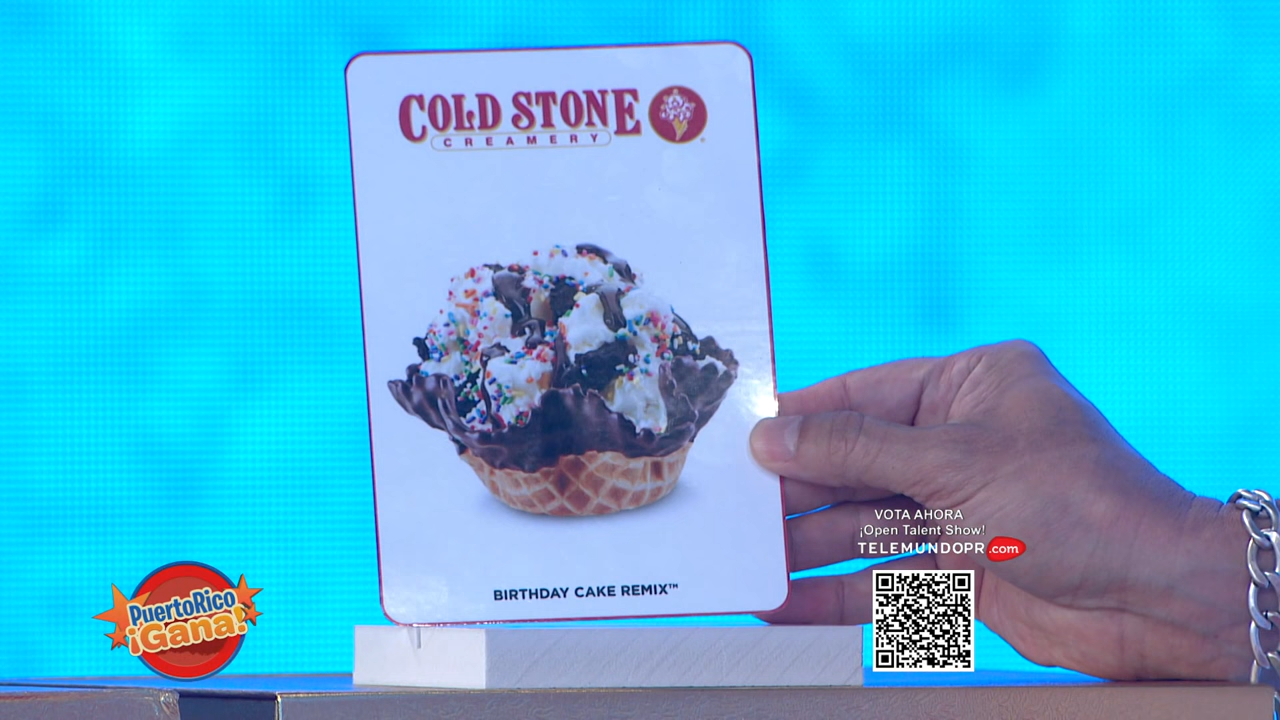 COLD STONE
CREAMERY
BIRTHDAY CAKE REMIX™
VOTA AHORA
¡Open Talent Show!
TELEMUNDOPR.com
PuertoRico
¡Gana!